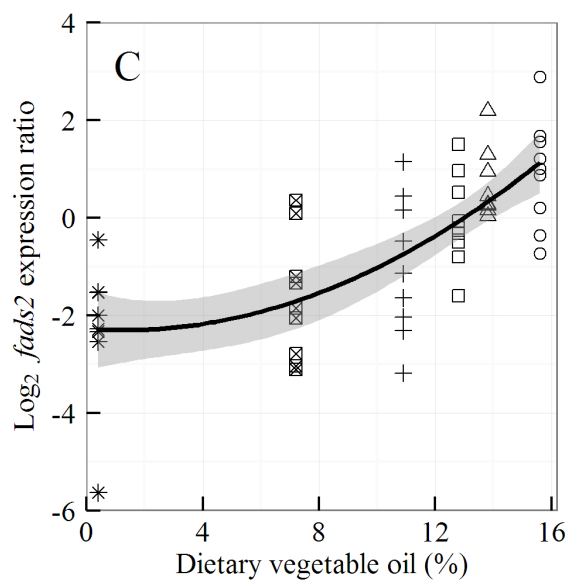 C
4
2
0
-2
-4
-6
Log2 fads2 expression ratio
0 4 8 12 16
Dietary vegetable oil (%)